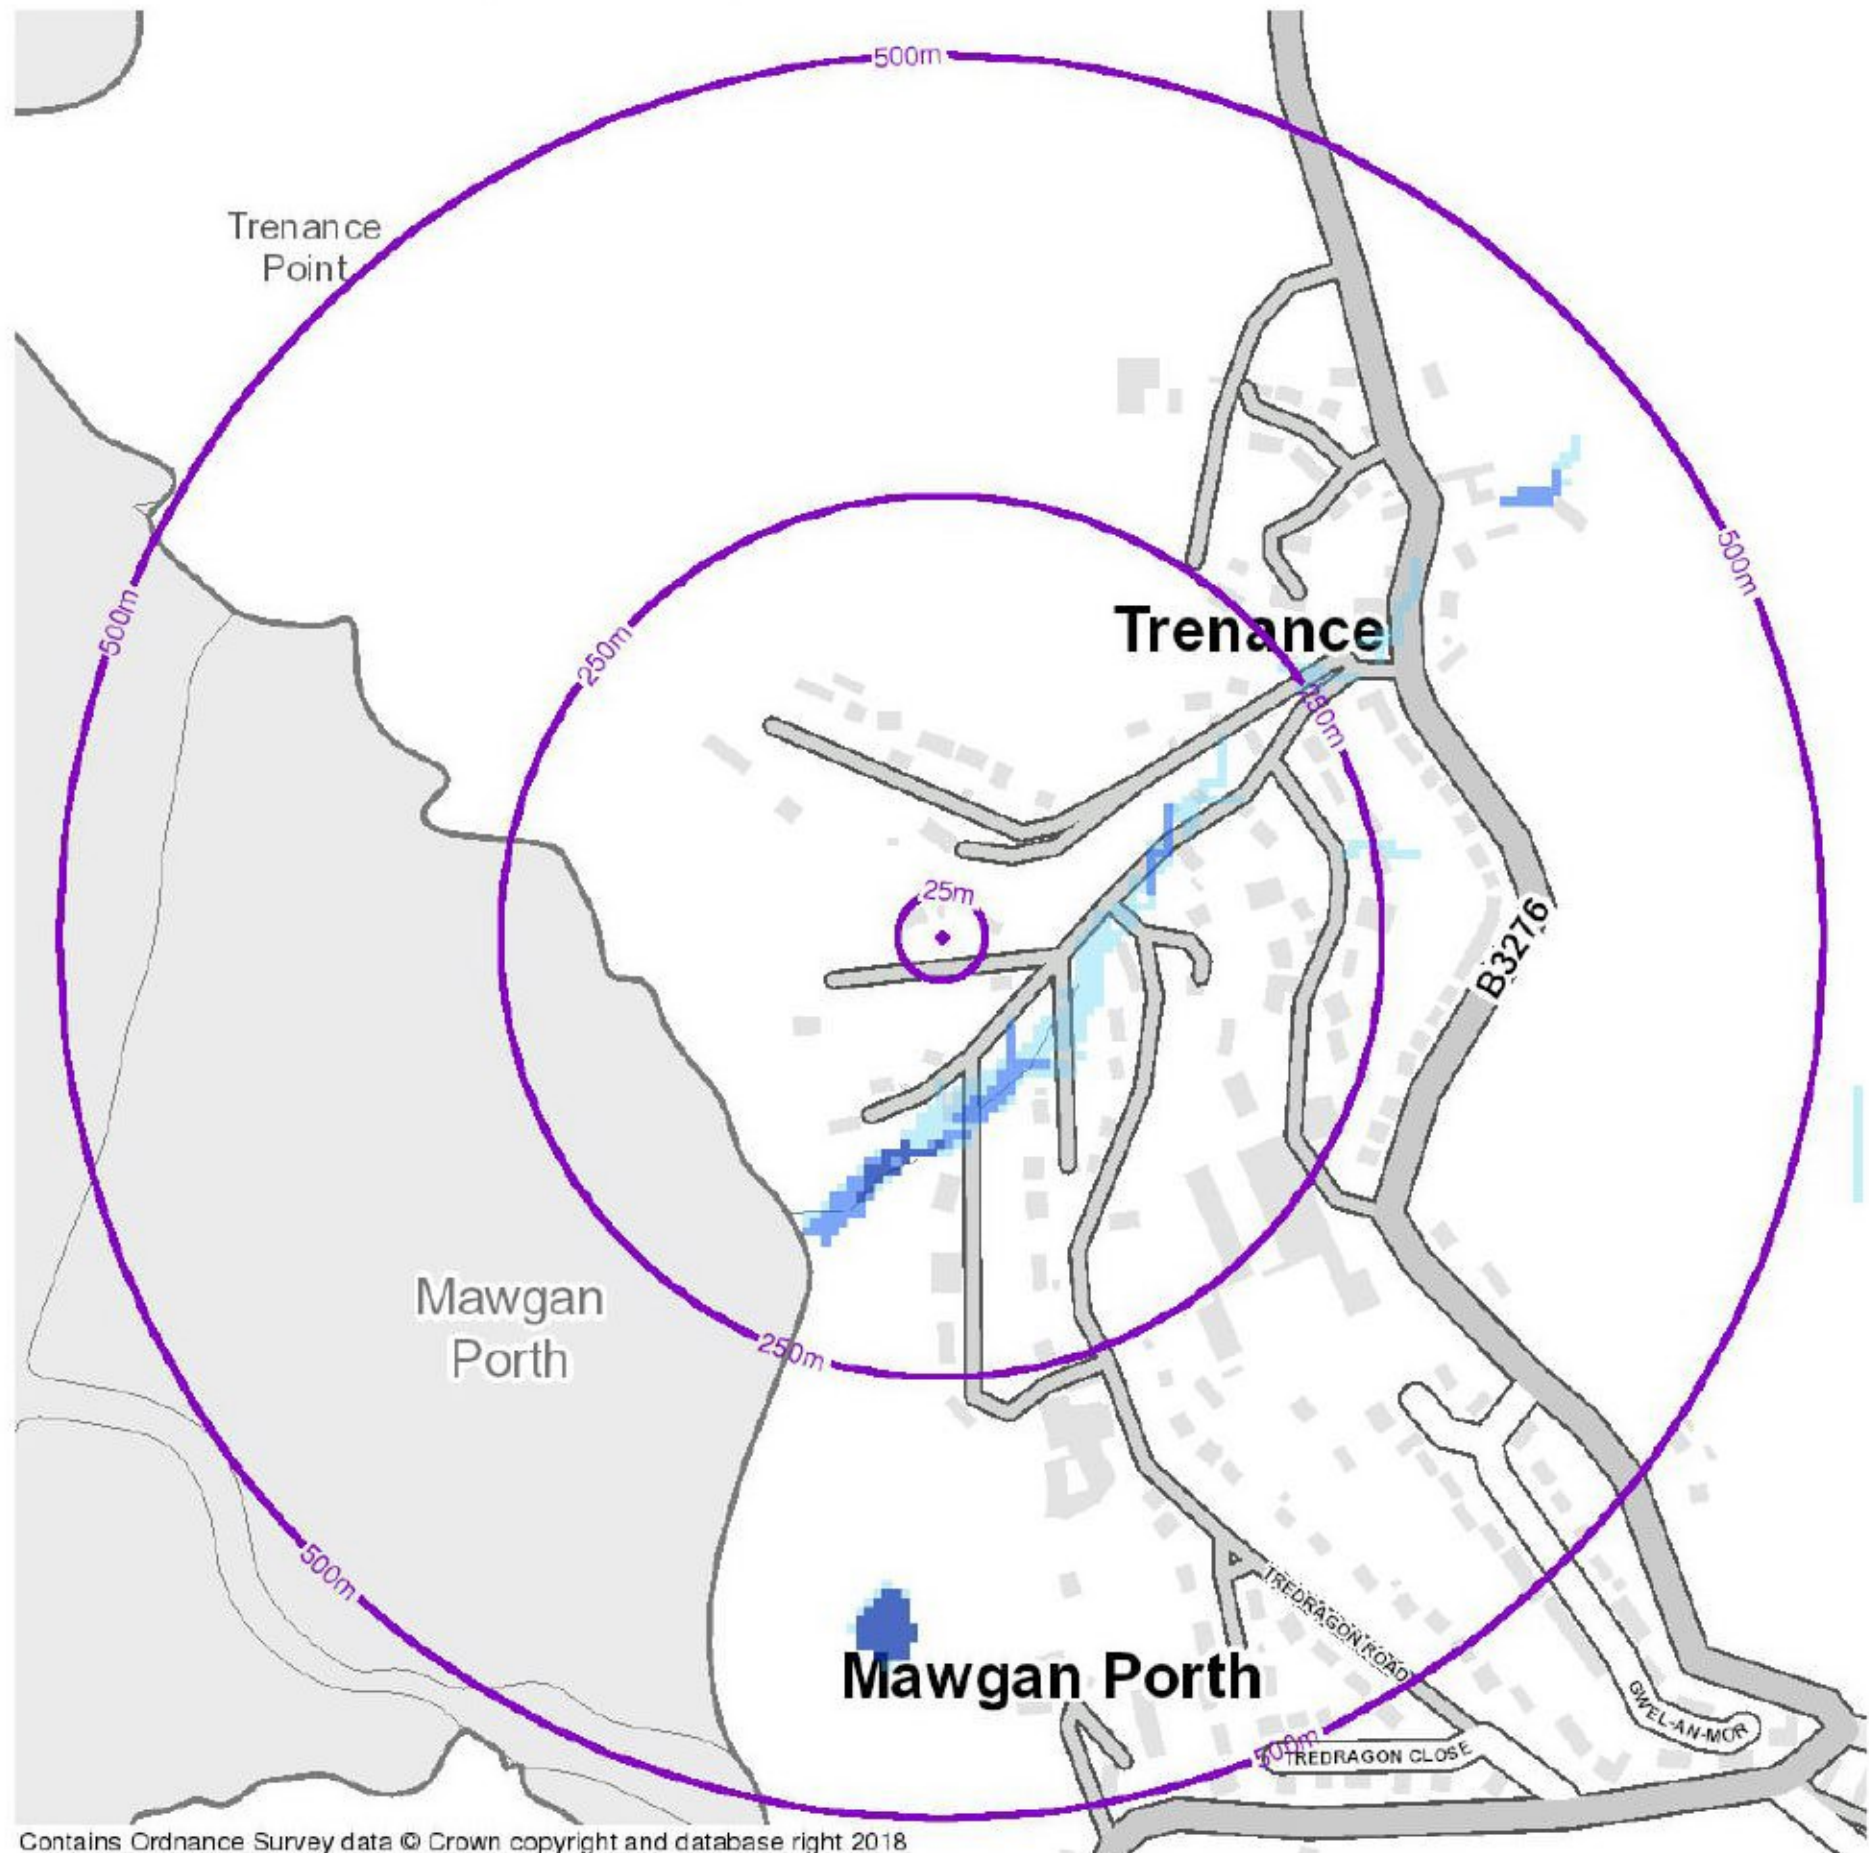 500m
Trenance
Point
500m
500m
250m
Trenance
250m
25m
B3276
Mawgan
Porth
250m
500m
TREDRAGON ROAD
Mawgan Porth
GWEL-AN-MOR
500m
TREDRAGON CLOSE
Contains Ordnance Survey data © Crown copyright and database right 2018